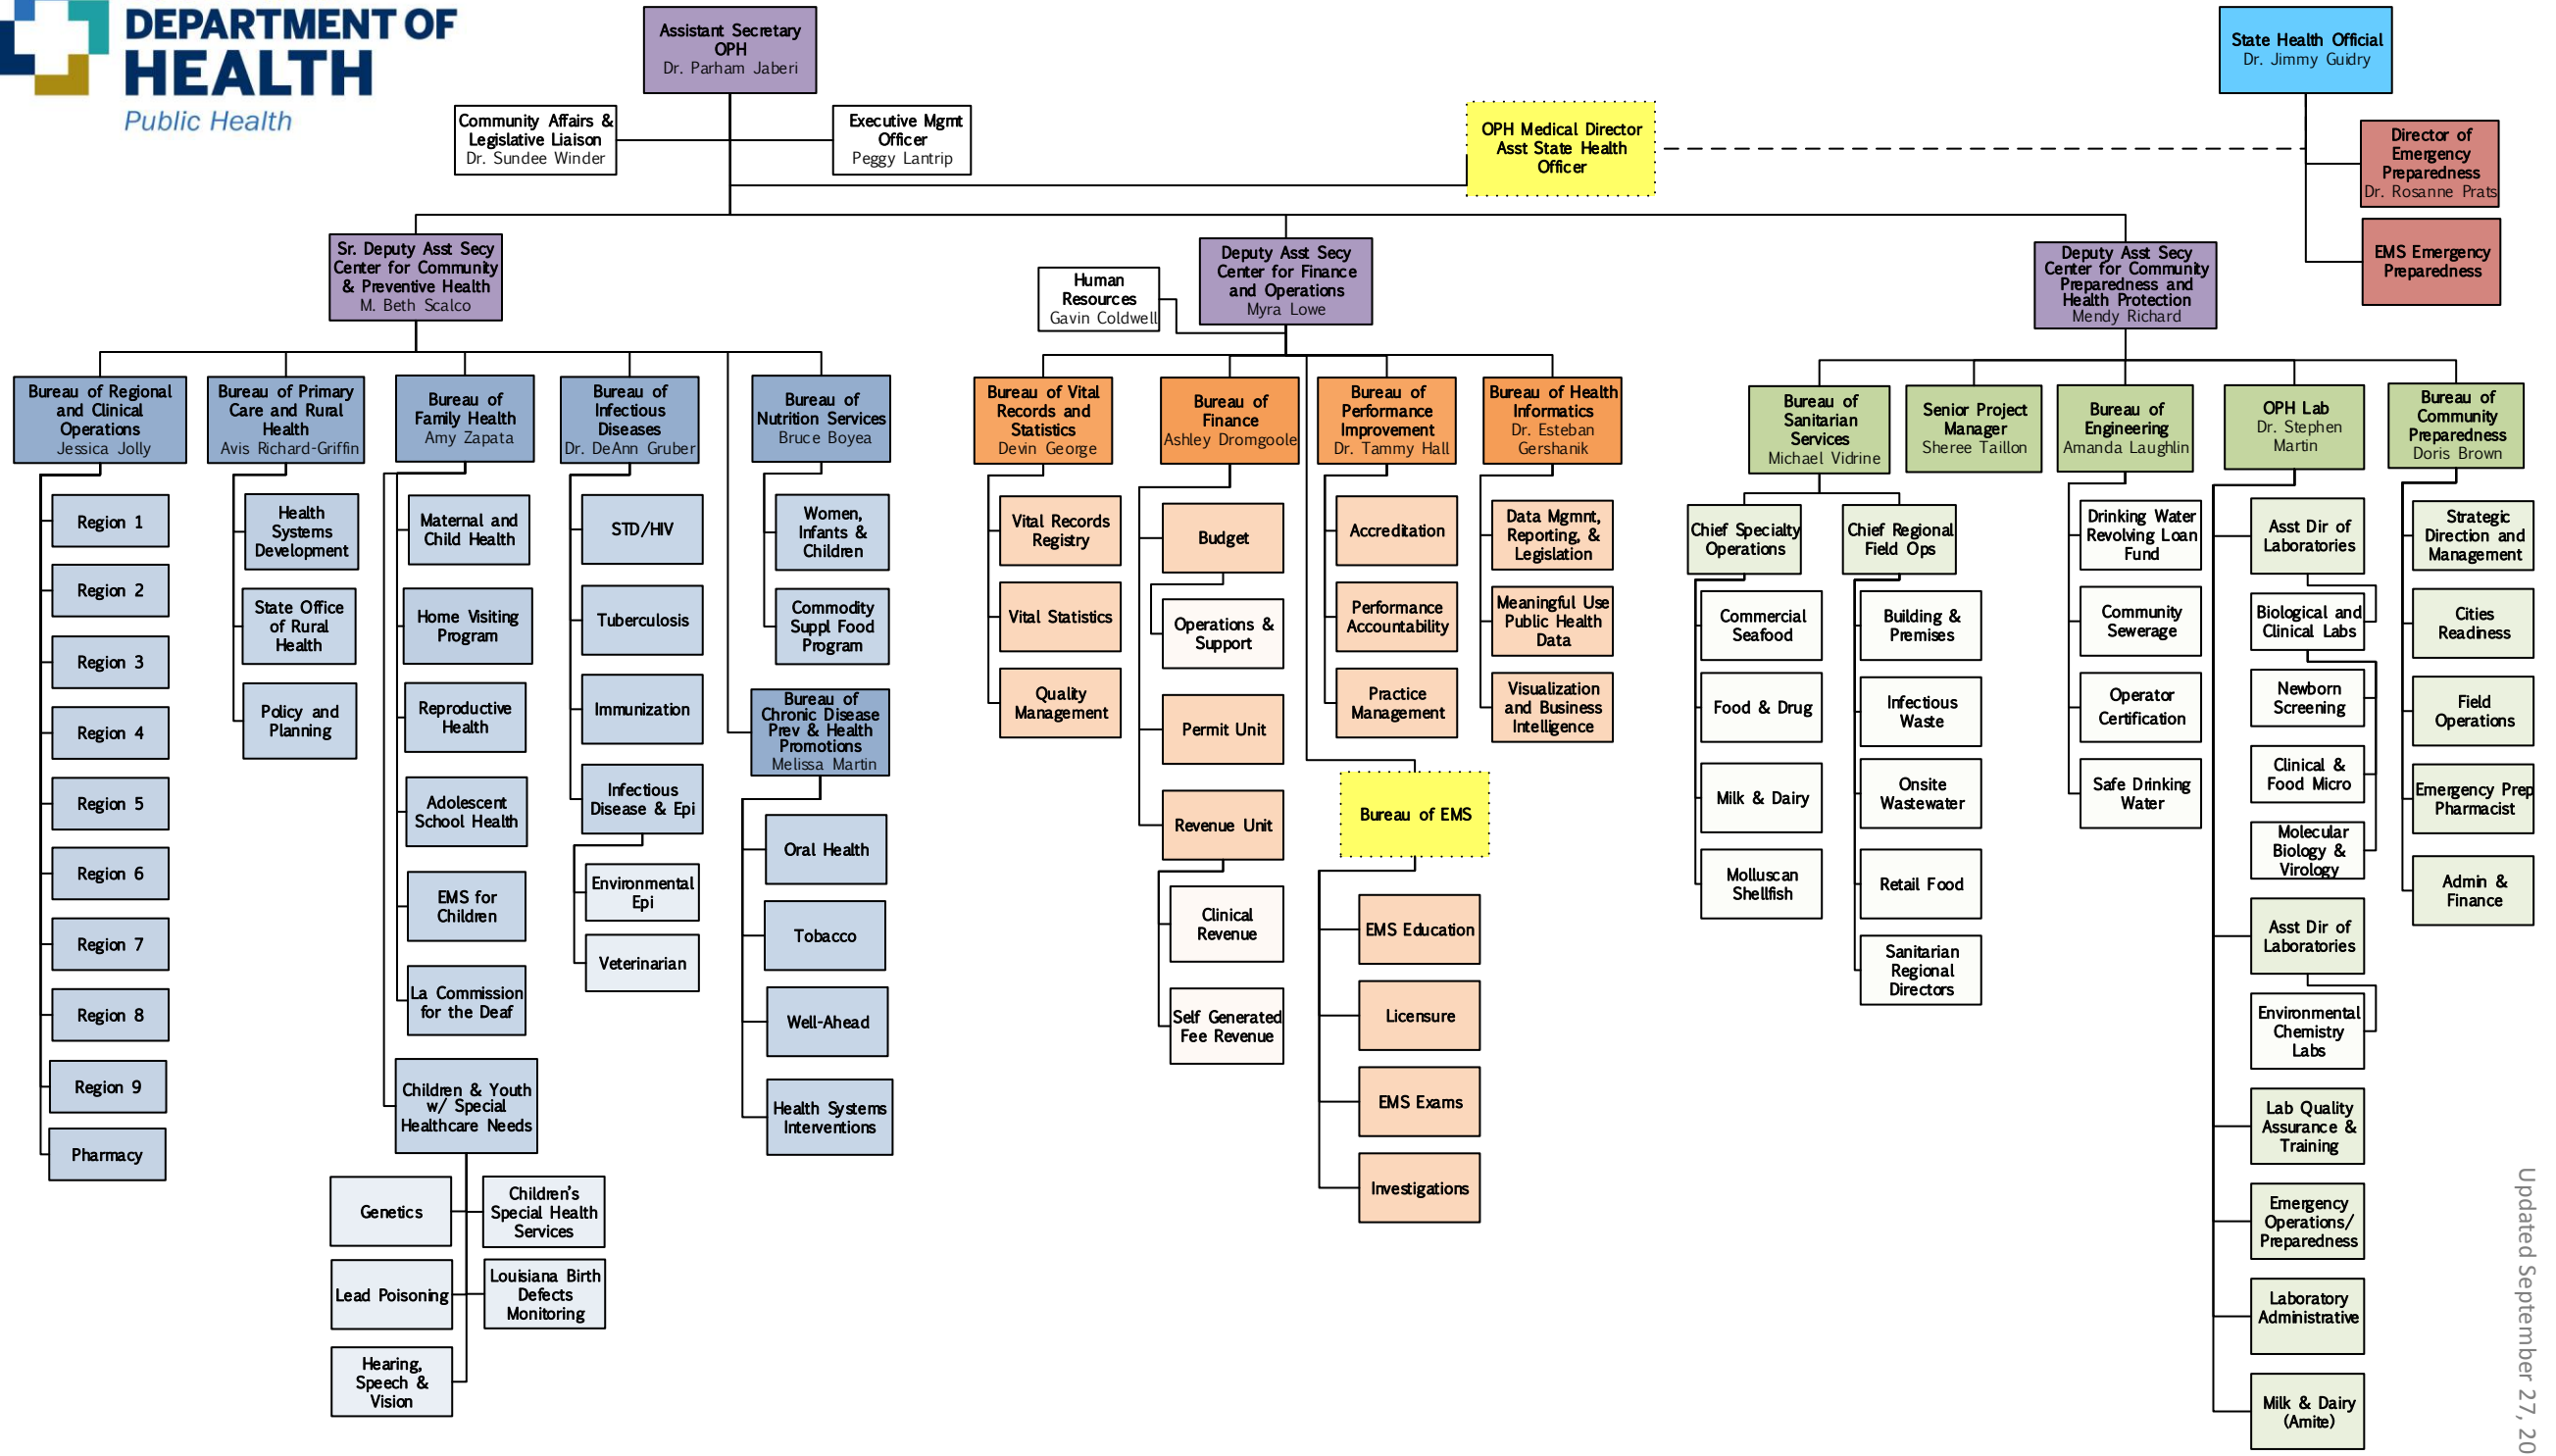 DEPARTMENT OF
HEALTH
Public Health
Assistant Secretary
OPH
Dr. Parham Jaberi
State Health Official
Dr. Jimmy Guidry
Community Affairs &
Legislative Liaison
Dr. Sundee Winder
Executive Mgmt
Officer
Peggy Lantrip
OPH Medical Director
Asst State Health
Officer
Director of
Emergency
Preparedness
Dr. Rosanne Prats
EMS Emergency
Preparedness
Sr. Deputy Asst Secy
Center for Community
& Preventive Health
M. Beth Scalco
Human
Resources
Gavin Coldwell
Deputy Asst Secy
Center for Finance
and Operations
Myra Lowe
Deputy Asst Secy
Center for Community
Preparedness and
Health Protection
Mendy Richard
Bureau of Regional
and Clinical
Operations
Jessica Jolly
Region 1
Region 2
Region 3
Region 4
Region 5
Region 6
Region 7
Region 8
Region 9
Pharmacy
Bureau of Primary
Care and Rural
Health
Avis Richard-Griffin
Health
Systems
Development
State Office
of Rural
Health
Policy and
Planning
Bureau of
Family Health
Amy Zapata
Maternal and
Child Health
Home Visiting
Program
Reproductive
Health
Adolescent
School Health
EMS for
Children
La Commission
for the Deaf
Children & Youth
w/ Special
Healthcare Needs
Genetics
Children's
Special Health
Services
Lead Poisoning
Louisiana Birth
Defects
Monitoring
Hearing,
Speech &
Vision
Bureau of
Infectious
Diseases
Dr. DeAnn Gruber
STD/HIV
Tuberculosis
Immunization
Infectious
Disease & Epi
Environmental
Epi
Veterinarian
Bureau of
Nutrition Services
Bruce Boyea
Women,
Infants &
Children
Commodity
Suppl Food
Program
Bureau of
Chronic Disease
Prev & Health
Promotions
Melissa Martin
Oral Health
Tobacco
Well-Ahead
Health Systems
Interventions
Bureau of Vital
Records and
Statistics
Devin George
Vital Records
Registry
Vital Statistics
Quality
Management
Bureau of
Finance
Ashley Dromgoole
Budget
Operations &
Support
Permit Unit
Revenue Unit
Clinical
Revenue
Self Generated
Fee Revenue
Bureau of
Performance
Improvement
Dr. Tammy Hall
Accreditation
Performance
Accountability
Practice
Management
Bureau of EMS
EMS Education
Licensure
EMS Exams
Investigations
Bureau of Health
Informatics
Dr. Esteban
Gershanik
Data Mgmnt,
Reporting, &
Legislation
Meaningful Use
Public Health
Data
Visualization
and Business
Intelligence
Bureau of
Sanitarian
Services
Michael Vidrine
Chief Specialty
Operations
Commercial
Seafood
Food & Drug
Milk & Dairy
Molluscan
Shellfish
Chief Regional
Field Ops
Building &
Premises
Infectious
Waste
Onsite
Wastewater
Retail Food
Sanitarian
Regional
Directors
Senior Project
Manager
Sheree Taillon
Bureau of
Engineering
Amanda Laughlin
Drinking Water
Revolving Loan
Fund
Community
Sewerage
Operator
Certification
Safe Drinking
Water
OPH Lab
Dr. Stephen
Martin
Asst Dir of
Laboratories
Biological and
Clinical Labs
Newborn
Screening
Clinical &
Food Micro
Molecular
Biology &
Virology
Asst Dir of
Laboratories
Environmental
Chemistry
Labs
Lab Quality
Assurance &
Training
Emergency
Operations/
Preparedness
Laboratory
Administrative
Milk & Dairy
(Amite)
Bureau of
Community
Preparedness
Doris Brown
Strategic
Direction and
Management
Cities
Readiness
Field
Operations
Emergency Prep
Pharmacist
Admin &
Finance
Updated September 27, 20